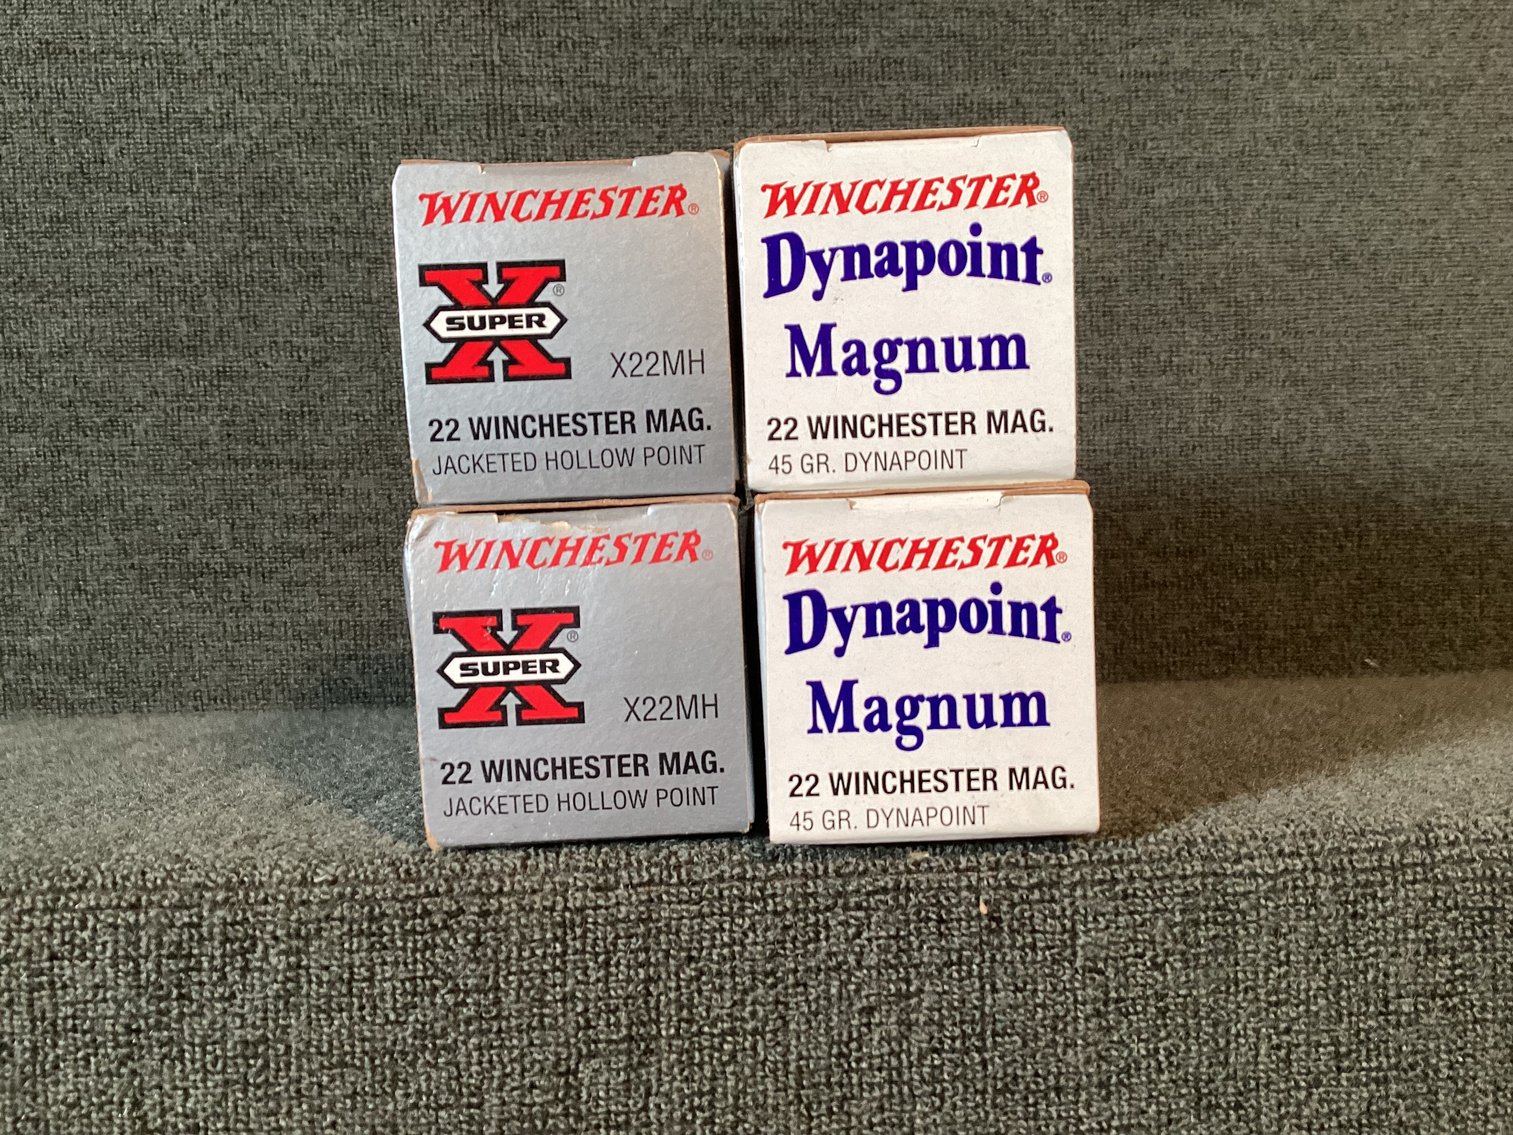 WINCHESTER®
X®
SUPER
X22MH
22 WINCHESTER MAG.
JACKETED HOLLOW POINT
WINCHESTER®
Dynapoint®
Magnum
22 WINCHESTER MAG.
45 GR. DYNAPOINT
WINCHESTER®
X®
SUPER
X22MH
22 WINCHESTER MAG.
JACKETED HOLLOW POINT
WINCHESTER®
Dynapoint®
Magnum
22 WINCHESTER MAG.
45 GR. DYNAPOINT